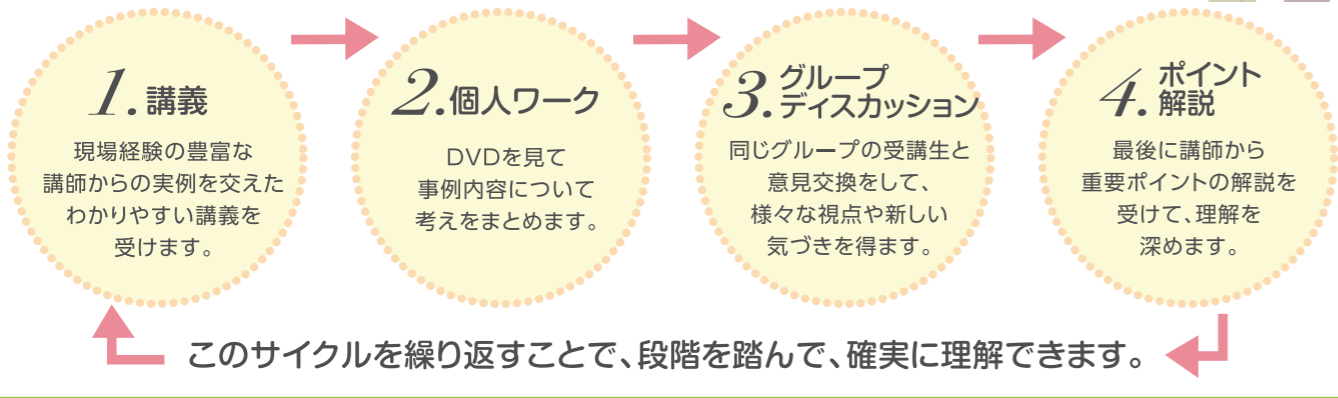 1.講義
現場経験の豊富な
講師からの実例を交えた
わかりやすい講義を
受けます。
2.個人ワーク
DVDを見て
事例内容について
考えをまとめます。
3.グループ
ディスカッション
同じグループの受講生と
意見交換をして、
様々な視点や新しい
気づきを得ます。
4.ポイント
解説
最後に講師から
重要ポイントの解説を
受けて、理解を
深めます。
このサイクルを繰り返すことで、段階を踏んで、確実に理解できます。